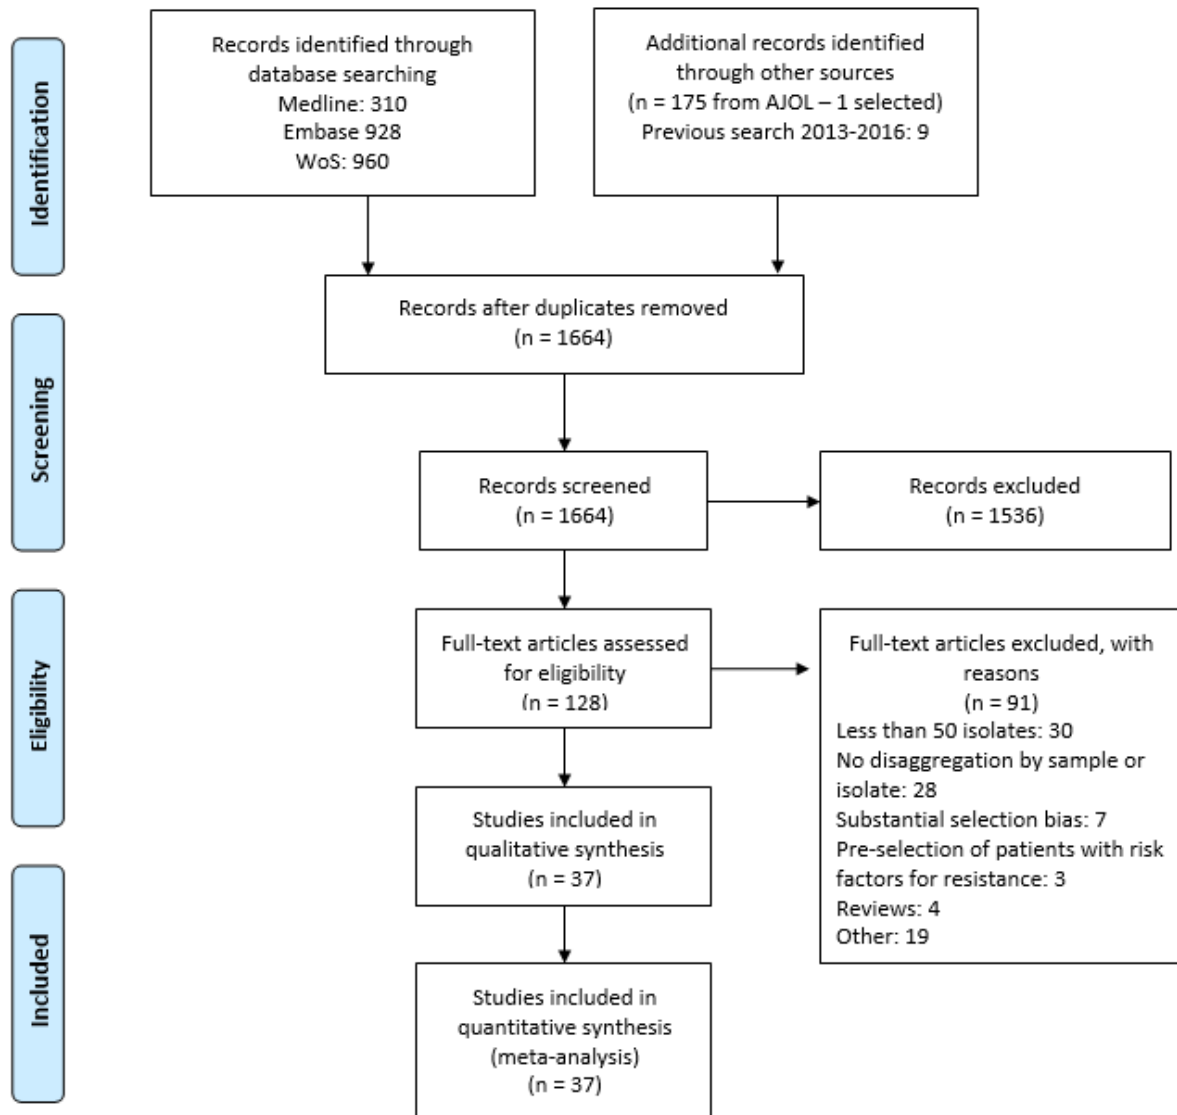 Identification
Records identified through
database searching
Medline: 310
Embase 928
WoS: 960
Additional records identified
through other sources
(n = 175 from AJOL – 1 selected)
Previous search 2013-2016: 9
Records after duplicates removed
(n = 1664)
Screening
Records screened
(n = 1664)
Records excluded
(n = 1536)
Eligibility
Full-text articles assessed
for eligibility
(n = 128)
Full-text articles excluded, with
reasons
(n = 91)
Less than 50 isolates: 30
No disaggregation by sample or
isolate: 28
Substantial selection bias: 7
Pre-selection of patients with risk
factors for resistance: 3
Reviews: 4
Other: 19
Studies included in
qualitative synthesis
(n = 37)
Included
Studies included in
quantitative synthesis
(meta-analysis)
(n = 37)